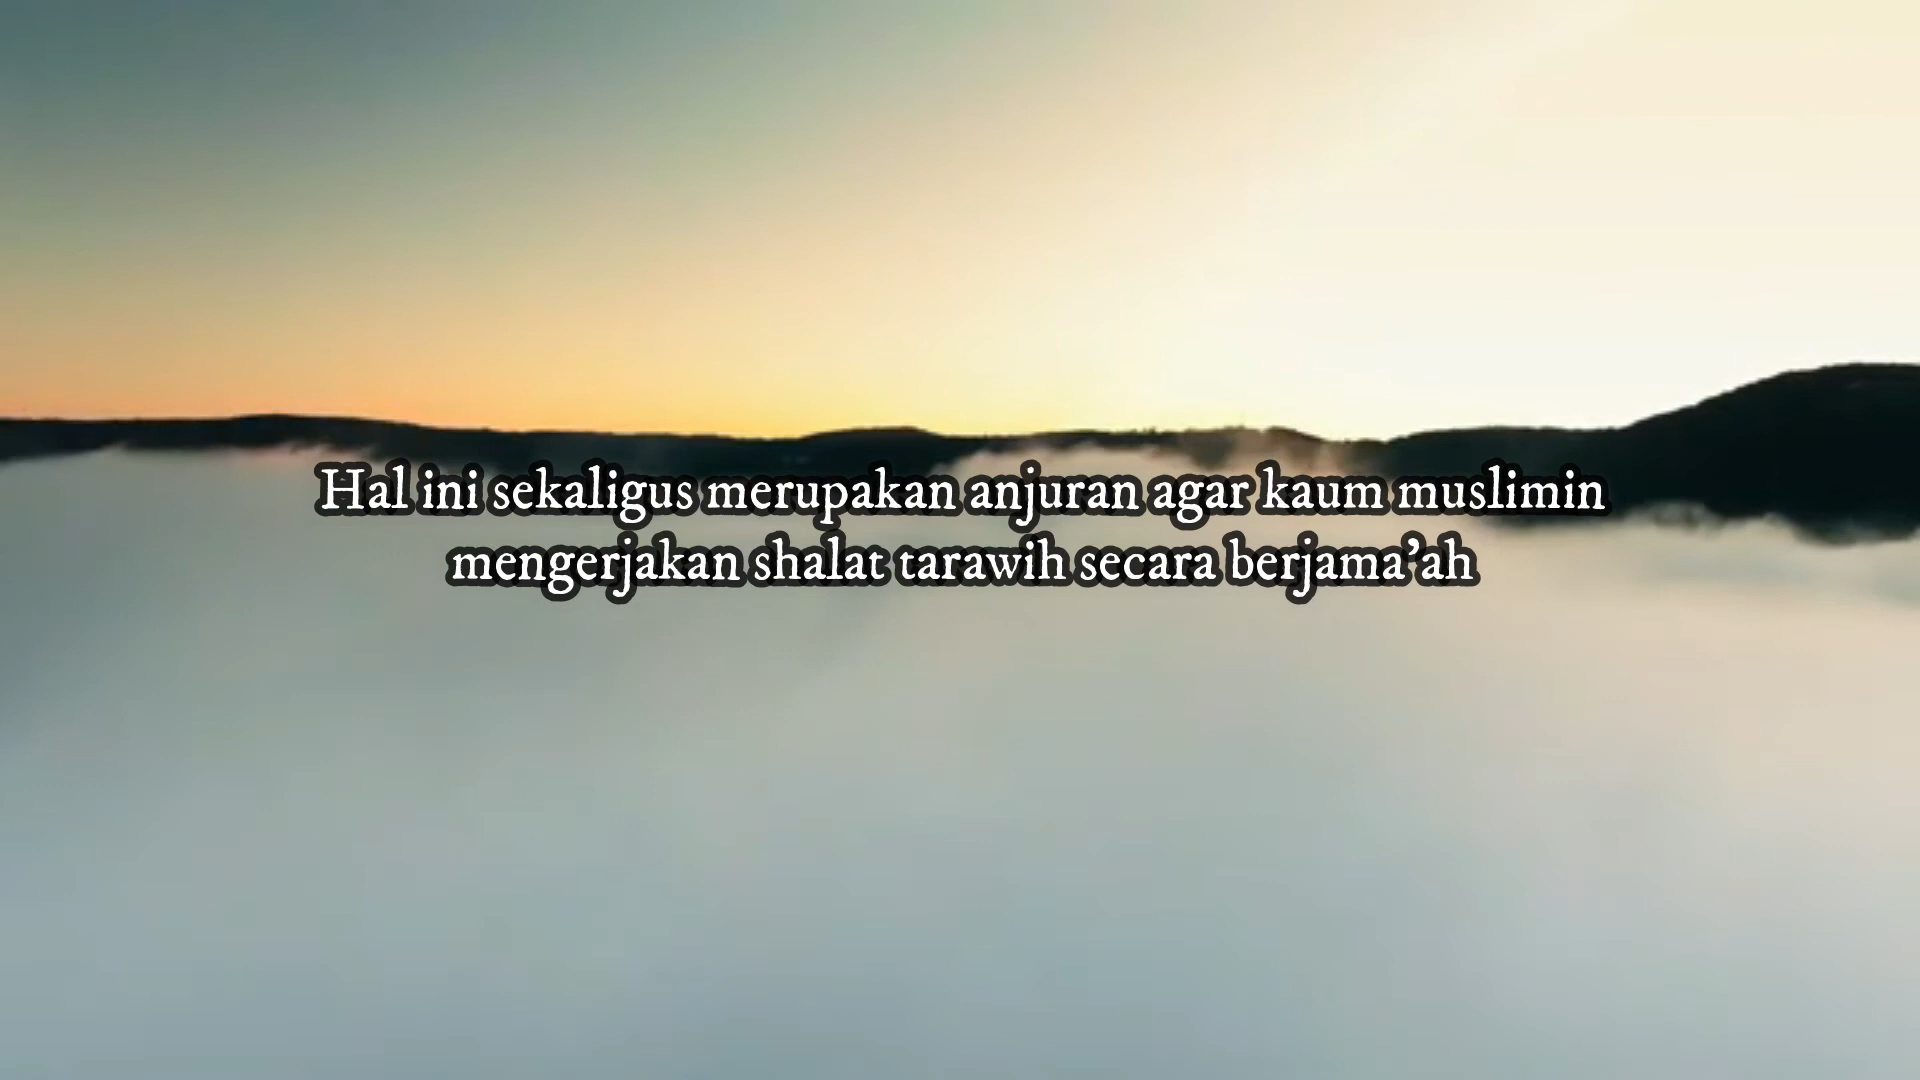 Hal ini sekaligus merupakan anjuran agar kaum muslimin
mengerjakan shalat tarawih secara berjama’ah